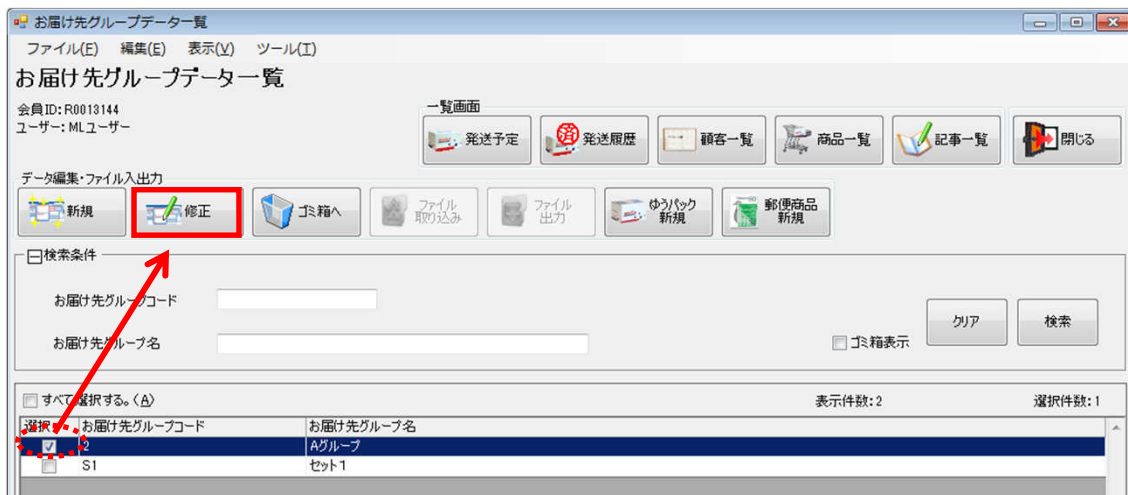 お届け先グループデータ一覧
ファイル(F) 編集(E) 表示(V) ツール(T)
お届け先グループデータ一覧
会員ID:R0013144
ユーザー:MLユーザー
一覧画面
発送予定
済
発送履歴
顧客一覧
商品一覧
記事一覧
閉じる
データ編集・ファイル入出力
新規
修正
ゴミ箱へ
ファイル
取り込み
ファイル
出力
ゆうパック
新規
郵便商品
新規
検索条件
お届け先グループコード
お届け先グループ名
ゴミ箱表示
クリア
検索
すべて選択する。(A)
表示件数:2
選択件数:1
選択 お届け先グループコード お届け先グループ名
2 Aグループ
S1 セット1